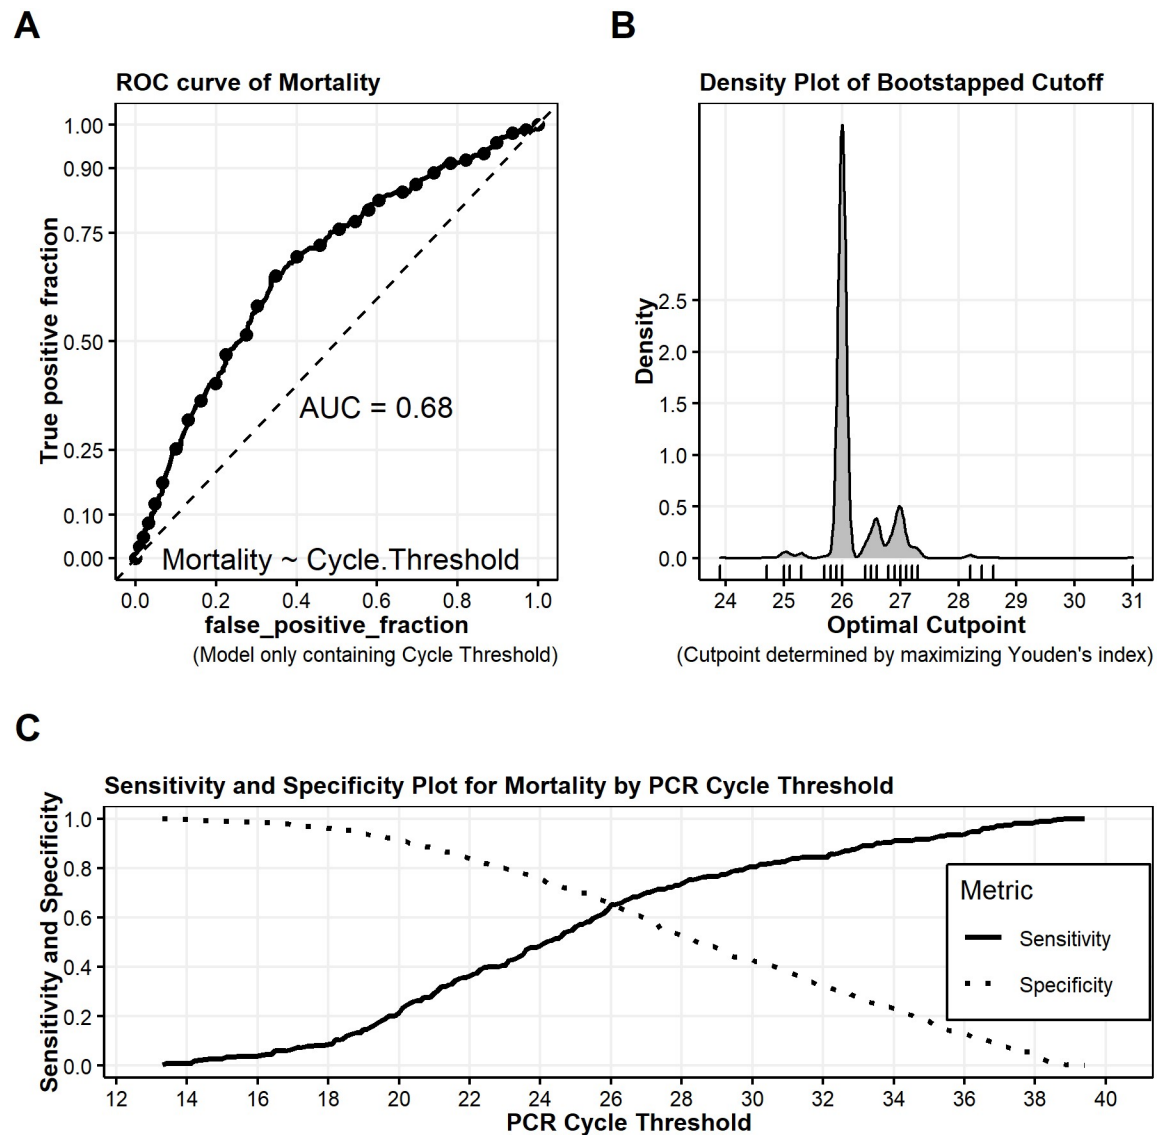 A
ROC curve of Mortality
True positive fraction
1.00
0.90
0.75
0.50
0.25
0.10
0.00
AUC = 0.68
Mortality ~ Cycle.Threshold
0.0 0.2 0.4 0.6 0.8 1.0
false_positive_fraction
(Model only containing Cycle Threshold)
B
Density Plot of Bootstapped Cutoff
Density
2.5
2.0
1.5
1.0
0.5
0.0
24 25 26 27 28 29 30 31
Optimal Cutpoint
(Cutpoint determined by maximizing Youden's index)
C
Sensitivity and Specificity Plot for Mortality by PCR Cycle Threshold
Sensitivity and Specificity
1.0
0.8
0.6
0.4
0.2
0.0
Metric
Sensitivity
Specificity
12 14 16 18 20 22 24 26 28 30 32 34 36 38 40
PCR Cycle Threshold